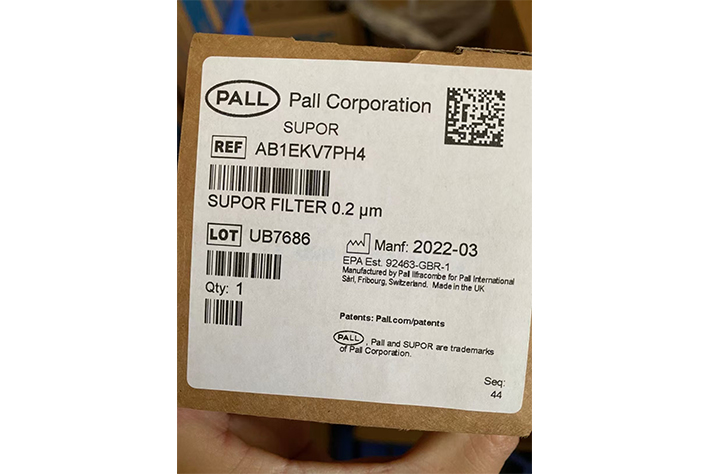 PALL Pall Corporation
SUPOR
REF AB1EKV7PH4
SUPOR FILTER 0.2 µm
LOT UB7686
Manf: 2022-03
EPA Est. 92463-GBR-1
Manufactured by Pall Ilfracombe for Pall International
Sàrl, Fribourg, Switzerland. Made in the UK
Qty: 1
Patents: Pall.com/patents
PALL , Pall and SUPOR are trademarks
of Pall Corporation.
Seq:
44